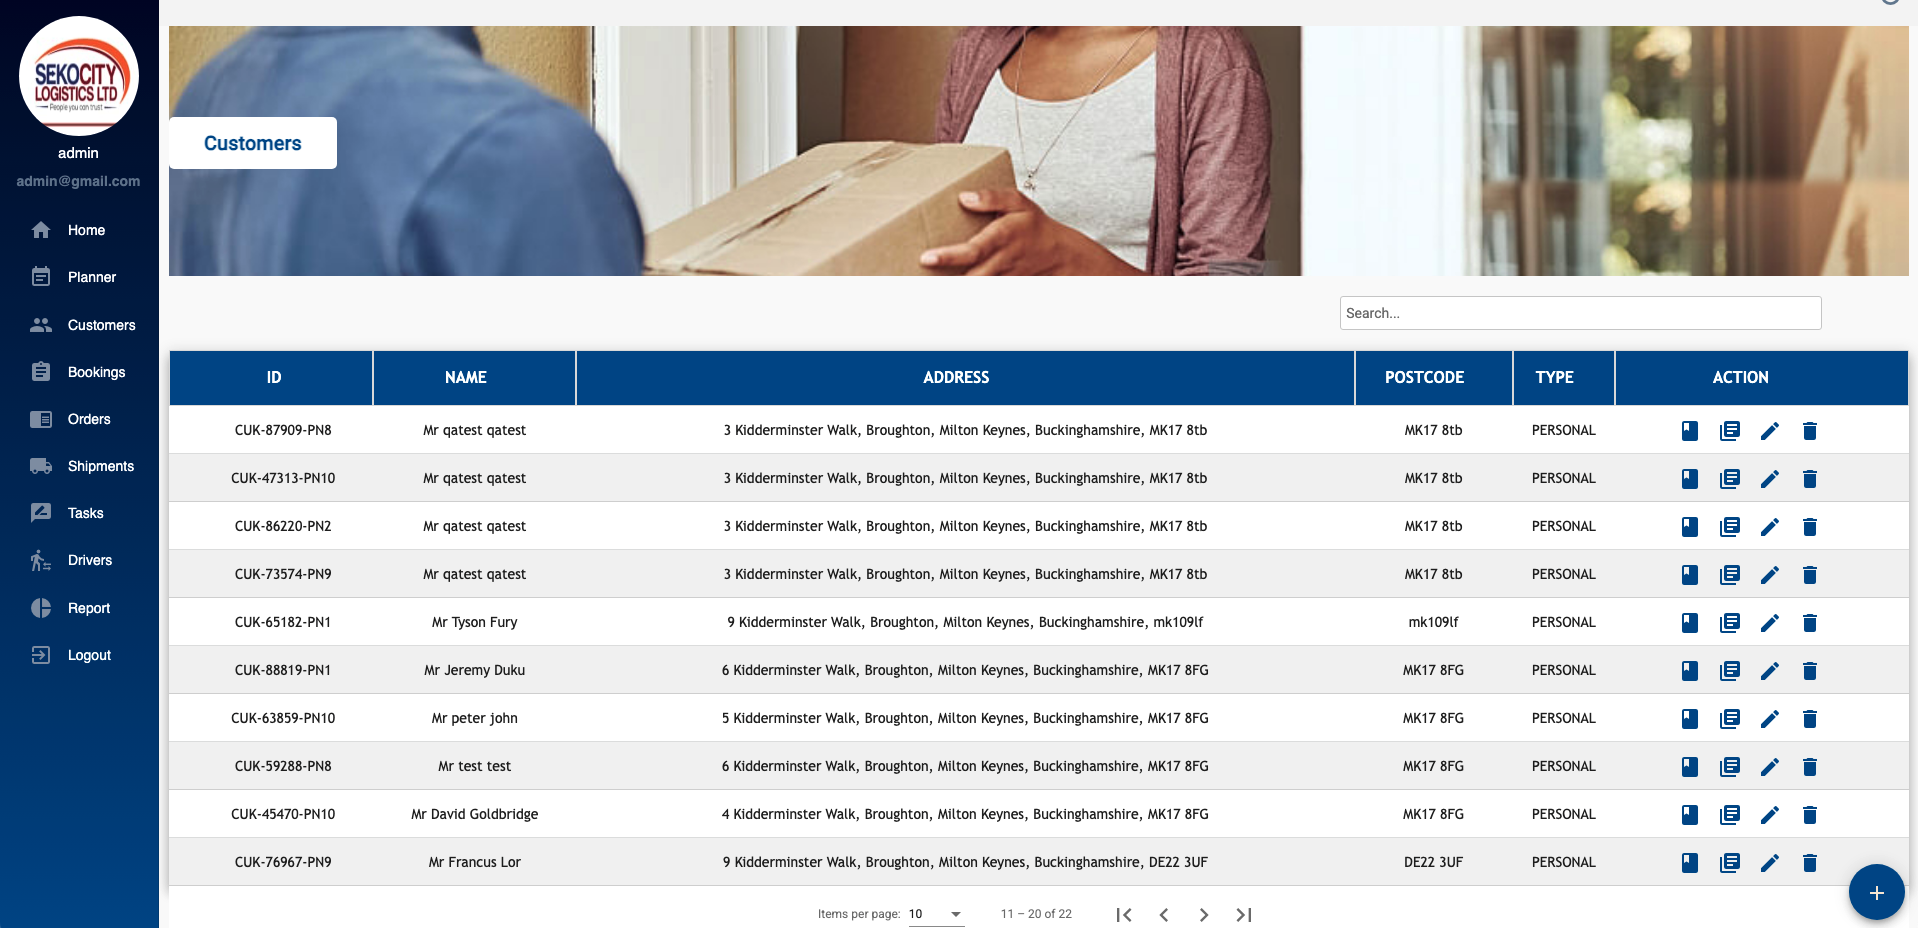 SEKOCITY
LOGISTICS LTD
People you can trust
admin
admin@gmail.com
Home
Planner
Customers
Bookings
Orders
Shipments
Tasks
Drivers
Report
Logout
Customers
Search...
ID NAME ADDRESS POSTCODE TYPE ACTION
CUK-87909-PN8 Mr qatest qatest 3 Kidderminster Walk, Broughton, Milton Keynes, Buckinghamshire, MK17 8tb MK17 8tb PERSONAL
CUK-47313-PN10 Mr qatest qatest 3 Kidderminster Walk, Broughton, Milton Keynes, Buckinghamshire, MK17 8tb MK17 8tb PERSONAL
CUK-86220-PN2 Mr qatest qatest 3 Kidderminster Walk, Broughton, Milton Keynes, Buckinghamshire, MK17 8tb MK17 8tb PERSONAL
CUK-73574-PN9 Mr qatest qatest 3 Kidderminster Walk, Broughton, Milton Keynes, Buckinghamshire, MK17 8tb MK17 8tb PERSONAL
CUK-65182-PN1 Mr Tyson Fury 9 Kidderminster Walk, Broughton, Milton Keynes, Buckinghamshire, mk109lf mk109lf PERSONAL
CUK-88819-PN1 Mr Jeremy Duku 6 Kidderminster Walk, Broughton, Milton Keynes, Buckinghamshire, MK17 8FG MK17 8FG PERSONAL
CUK-63859-PN10 Mr peter john 5 Kidderminster Walk, Broughton, Milton Keynes, Buckinghamshire, MK17 8FG MK17 8FG PERSONAL
CUK-59288-PN8 Mr test test 6 Kidderminster Walk, Broughton, Milton Keynes, Buckinghamshire, MK17 8FG MK17 8FG PERSONAL
CUK-45470-PN10 Mr David Goldbridge 4 Kidderminster Walk, Broughton, Milton Keynes, Buckinghamshire, MK17 8FG MK17 8FG PERSONAL
CUK-76967-PN9 Mr Francus Lor 9 Kidderminster Walk, Broughton, Milton Keynes, Buckinghamshire, DE22 3UF DE22 3UF PERSONAL
Items per page: 10 11 – 20 of 22